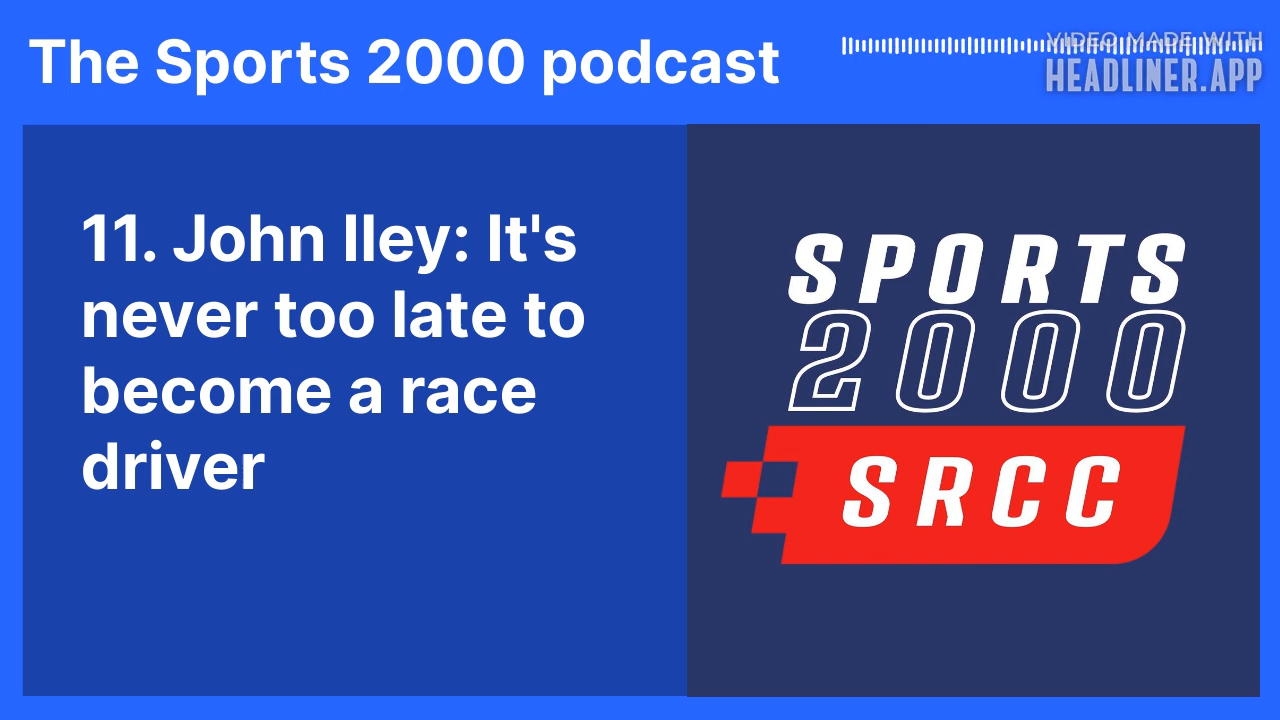 The Sports 2000 podcast
VIDEO MADE WITH
HEADLINER.APP
11. John Iley: It's
never too late to
become a race
driver
SPORTS
2000
SRCC